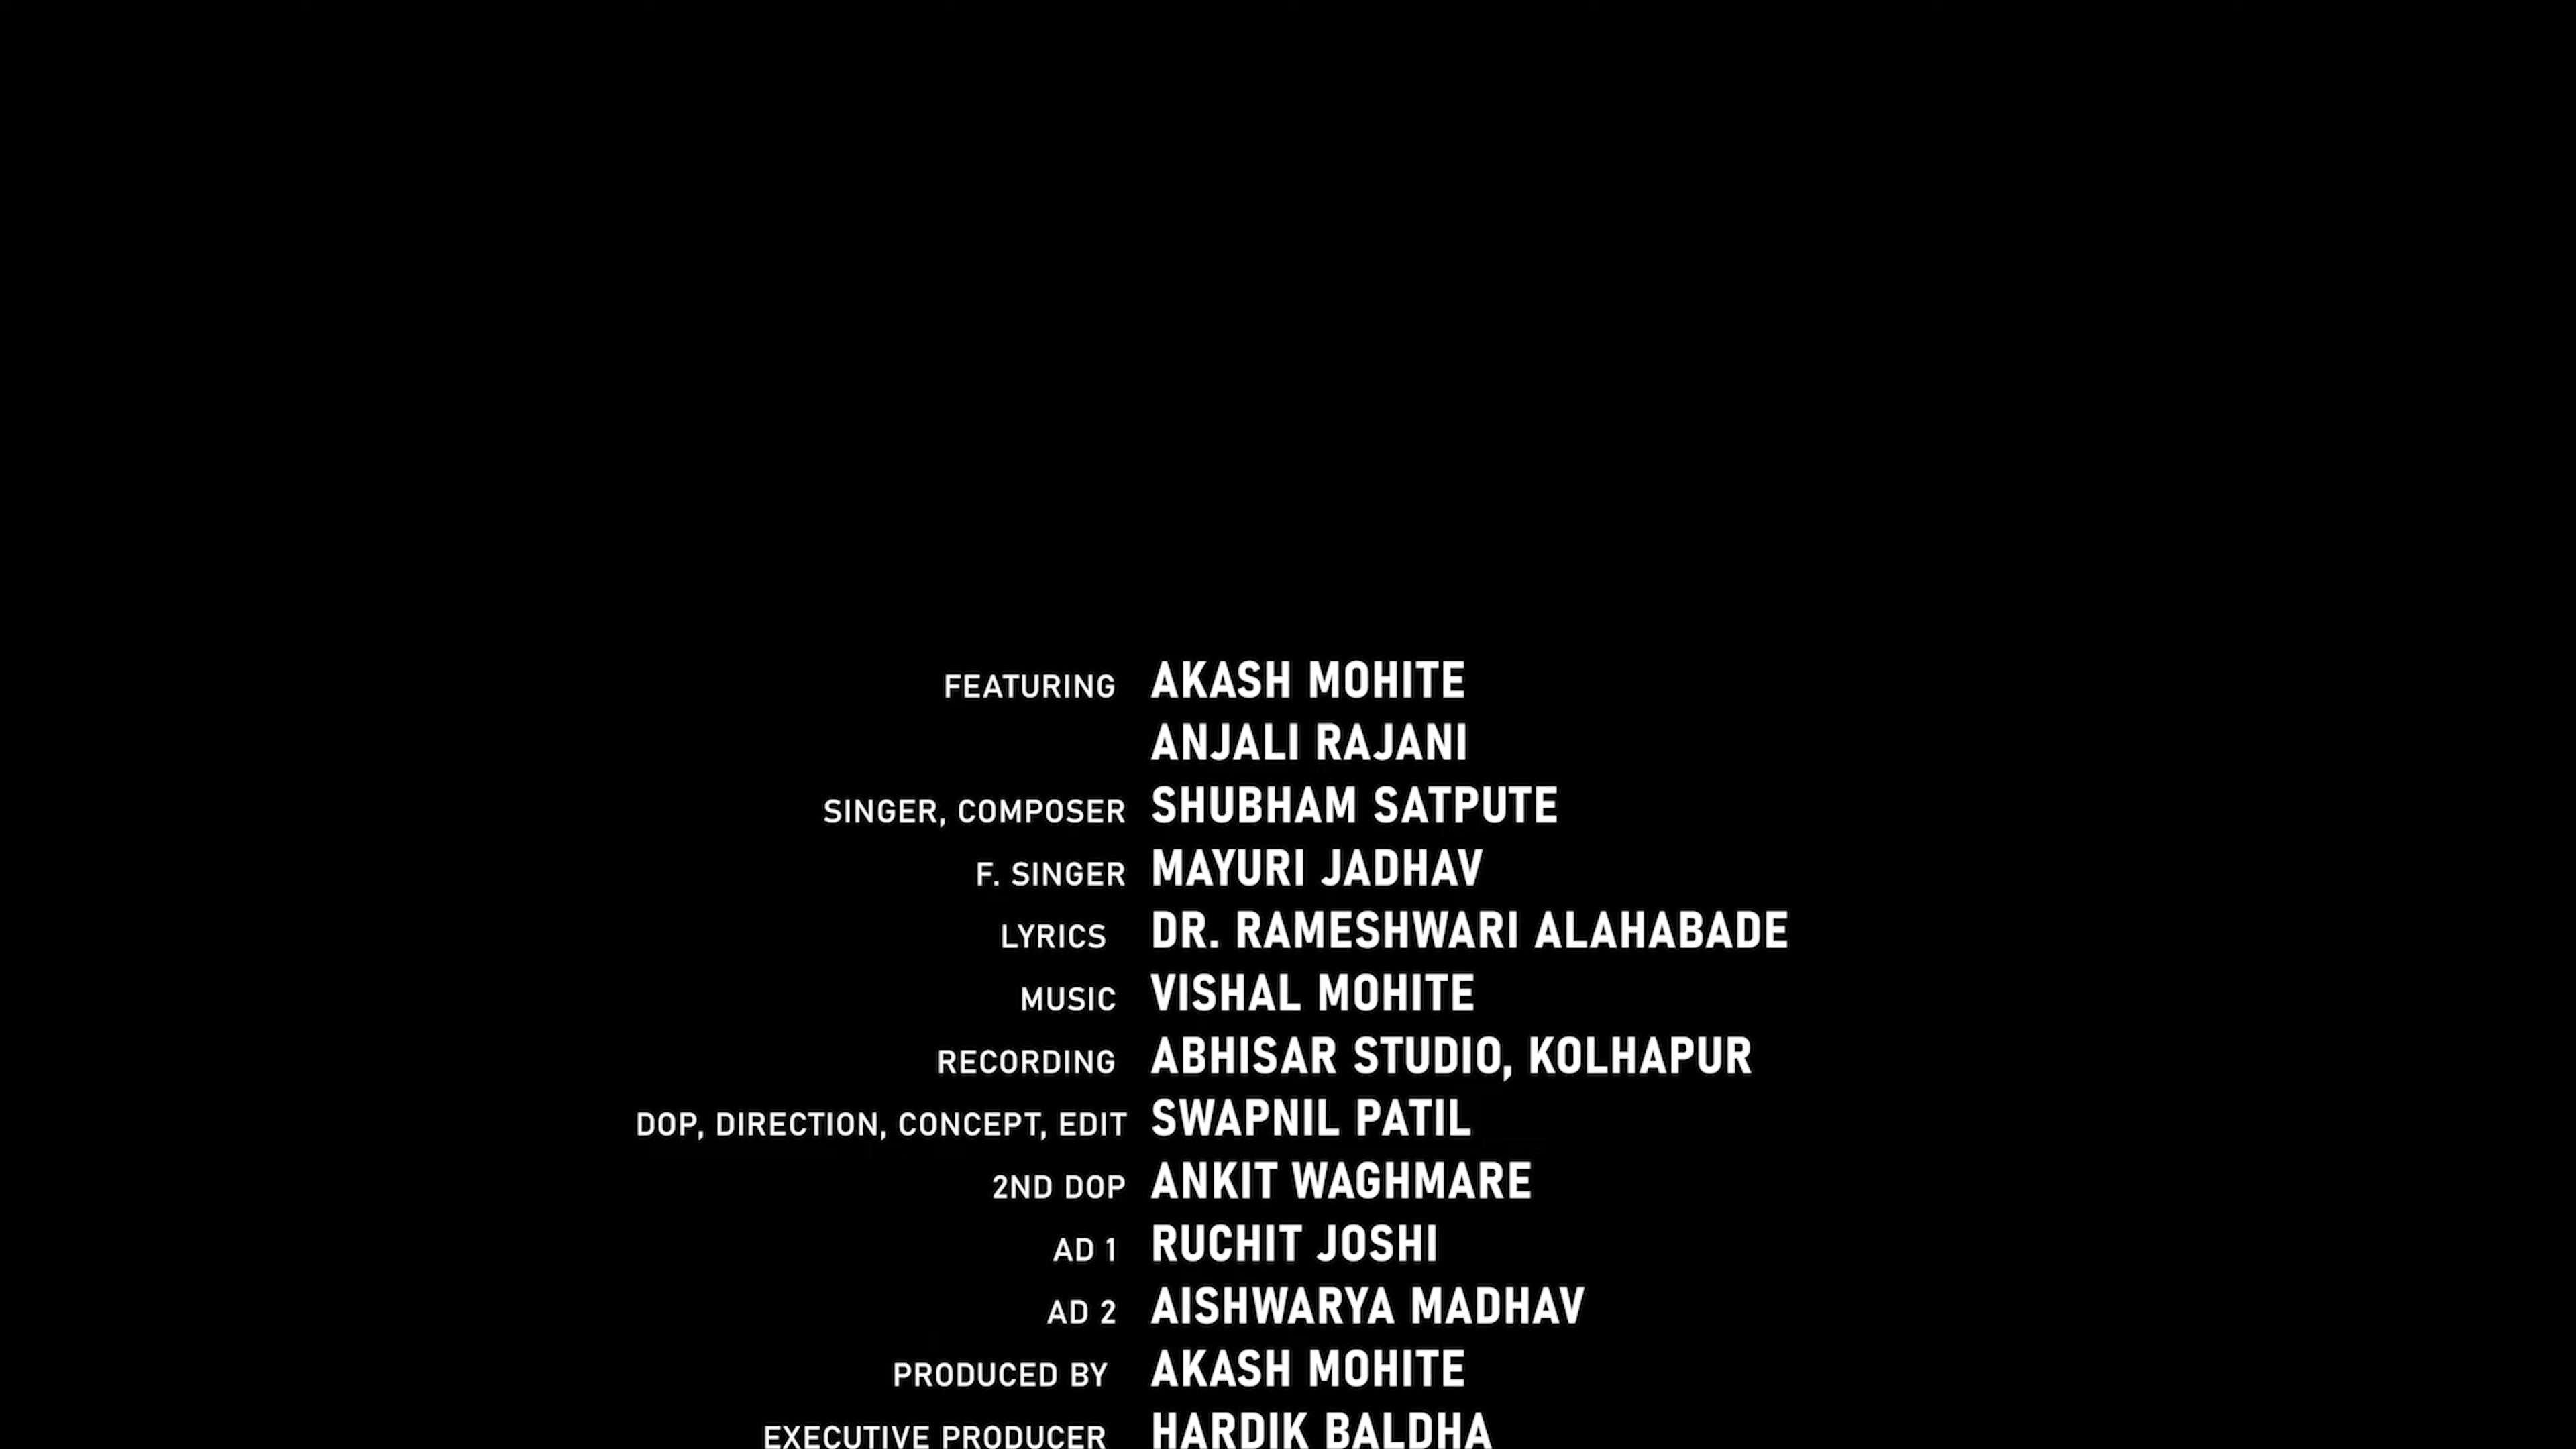 FEATURING AKASH MOHITE
ANJALI RAJANI
SINGER, COMPOSER SHUBHAM SATPUTE
F. SINGER MAYURI JADHAV
LYRICS DR. RAMESHWARI ALAHABADE
MUSIC VISHAL MOHITE
RECORDING ABHISAR STUDIO, KOLHAPUR
DOP, DIRECTION, CONCEPT, EDIT SWAPNIL PATIL
2ND DOP ANKIT WAGHMARE
AD 1 RUCHIT JOSHI
AD 2 AISHWARYA MADHAV
PRODUCED BY AKASH MOHITE
EXECUTIVE PRODUCER HARDIK BALDHA